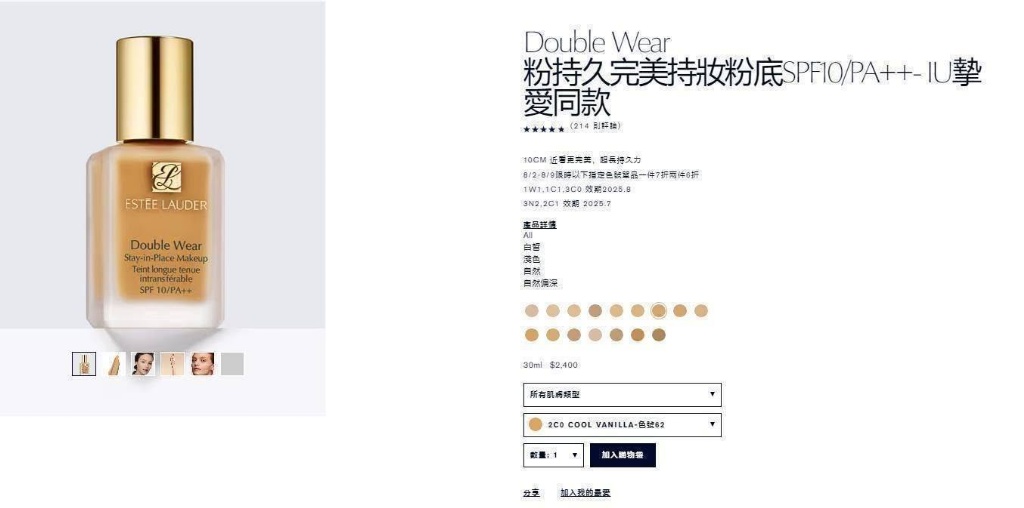 ESTĒE LAUDER
Double Wear
Stay-in-Place Makeup
Teint longue tenue
intransférable
SPF 10/PA++
Double Wear
粉持久完美持妝粉底SPF10/PA++- IU摯
愛同款
★★★★★ (214 則評論)
10CM 近看更完美，超長持久力
8/2-8/9限時以下指定色號單品一件7折兩件6折
1W1,1C1,3C0 效期2025.8
3N2,2C1 效期 2025.7
產品詳情
All
白皙
淺色
自然
自然偏深
30ml $2,400
所有肌膚類型 ▼
2C0 COOL VANILLA-色號62 ▼
數量: 1 ▼ 加入購物袋
分享 加入我的最愛